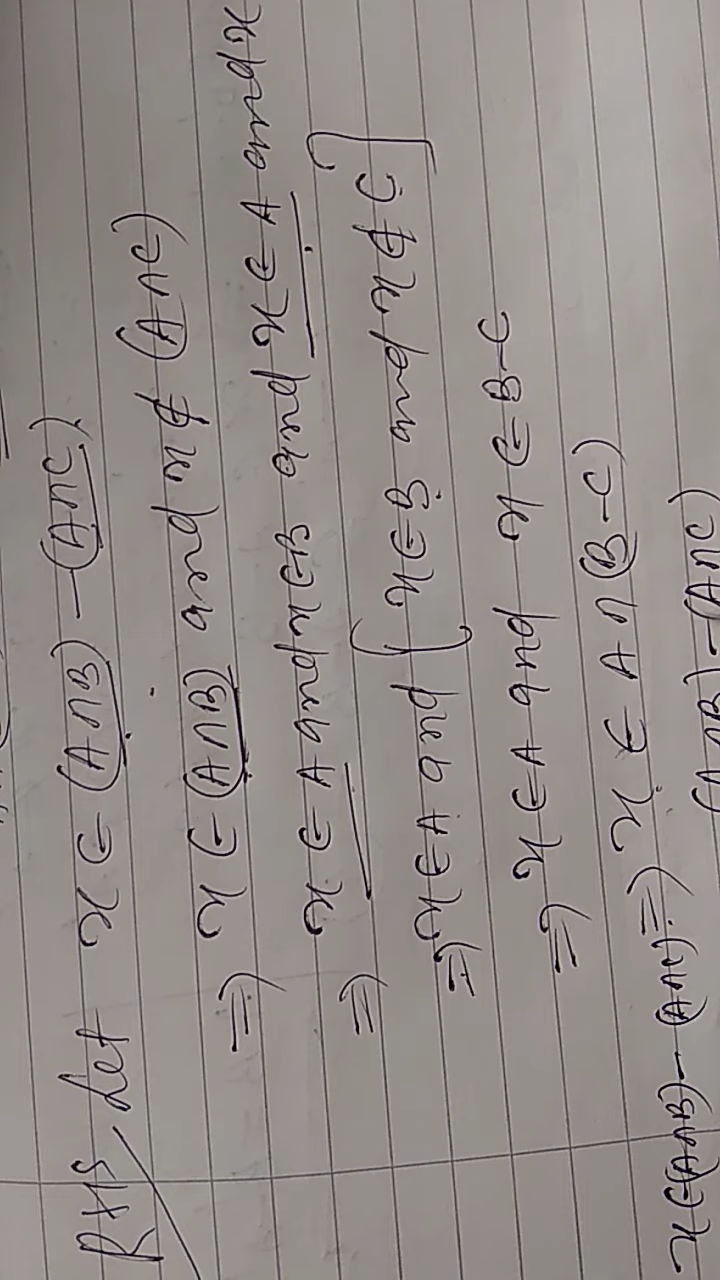 RHS Let x ∈ (A∩B) - (A∩C)
⇒ x ∈ (A∩B) and x ∉ (A∩C)
⇒ x ∈ A and x∈B and x ∈ A and x
⇒ x∈A and [x∈B and x ∉ C]
⇒ x ∈ A and x ∈ B-C
x∈(A∩B) - (A∩C) ⇒ x ∈ A∩(B-C)
(A∩B) - (A∩C)